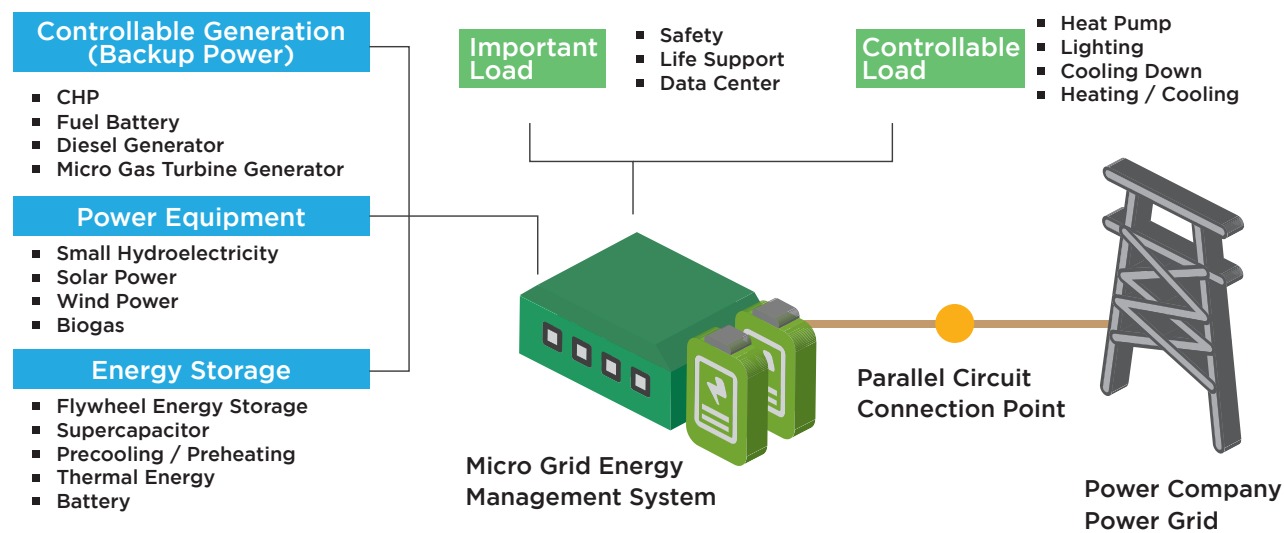 Controllable Generation
(Backup Power)
▪ CHP
▪ Fuel Battery
▪ Diesel Generator
▪ Micro Gas Turbine Generator
Power Equipment
▪ Small Hydroelectricity
▪ Solar Power
▪ Wind Power
▪ Biogas
Energy Storage
▪ Flywheel Energy Storage
▪ Supercapacitor
▪ Precooling / Preheating
▪ Thermal Energy
▪ Battery
Important
Load
▪ Safety
▪ Life Support
▪ Data Center
Controllable
Load
▪ Heat Pump
▪ Lighting
▪ Cooling Down
▪ Heating / Cooling
Micro Grid Energy
Management System
Parallel Circuit
Connection Point
Power Company
Power Grid